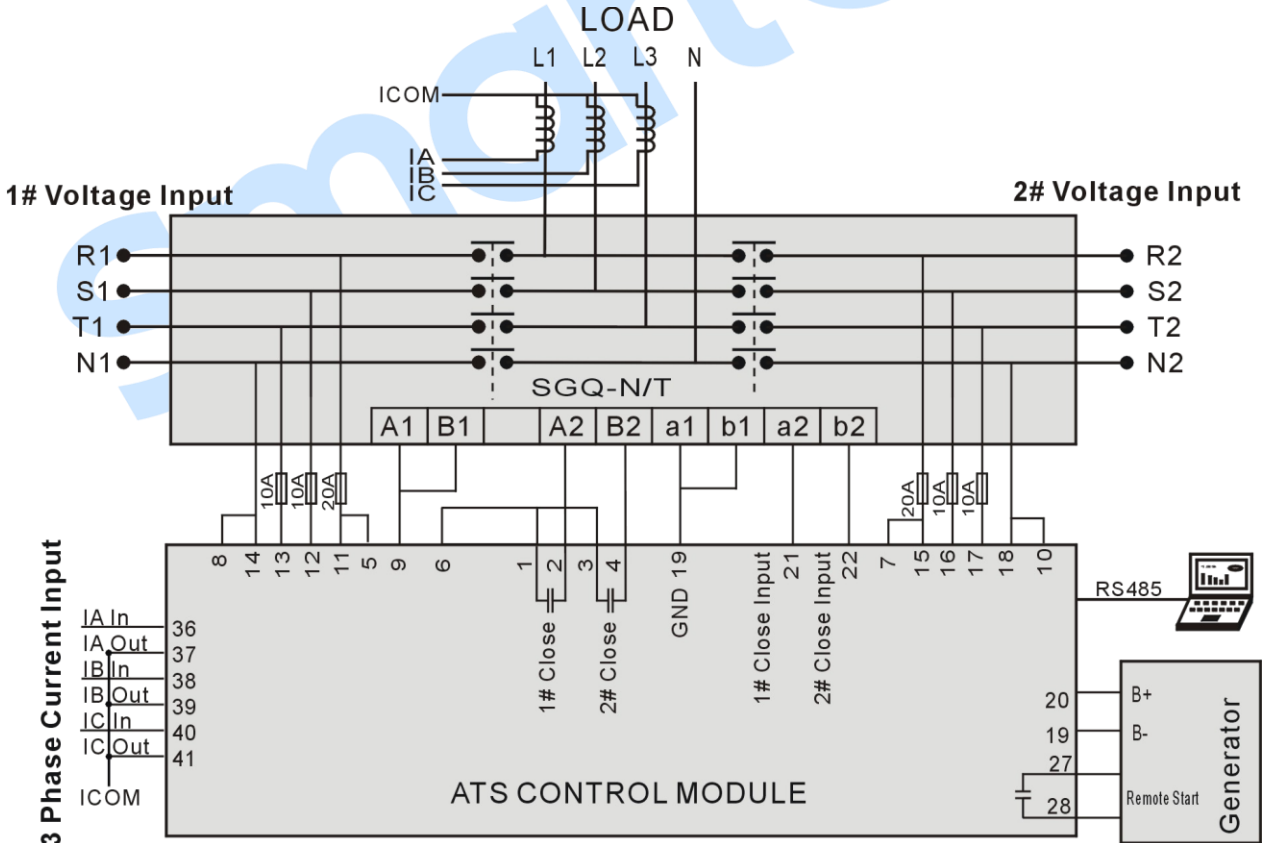 smart
LOAD
L1 L2 L3 N
ICOM
IA
IB
IC
1# Voltage Input
2# Voltage Input
R1
S1
T1
N1
R2
S2
T2
N2
SGQ-N/T
A1 B1 A2 B2 a1 b1 a2 b2
10A 10A 20A
20A 10A 10A
8 14 13 12 11 5 9 6 1 2 3 4 GND 19 21 22 7 15 16 17 18 10
1# Close
2# Close
1# Close Input
2# Close Input
RS485
3 Phase Current Input
IA In 36
IA Out 37
IB In 38
IB Out 39
IC In 40
IC Out 41
ICOM
ATS CONTROL MODULE
20 B+
19 B-
27
28
Remote Start
Generator